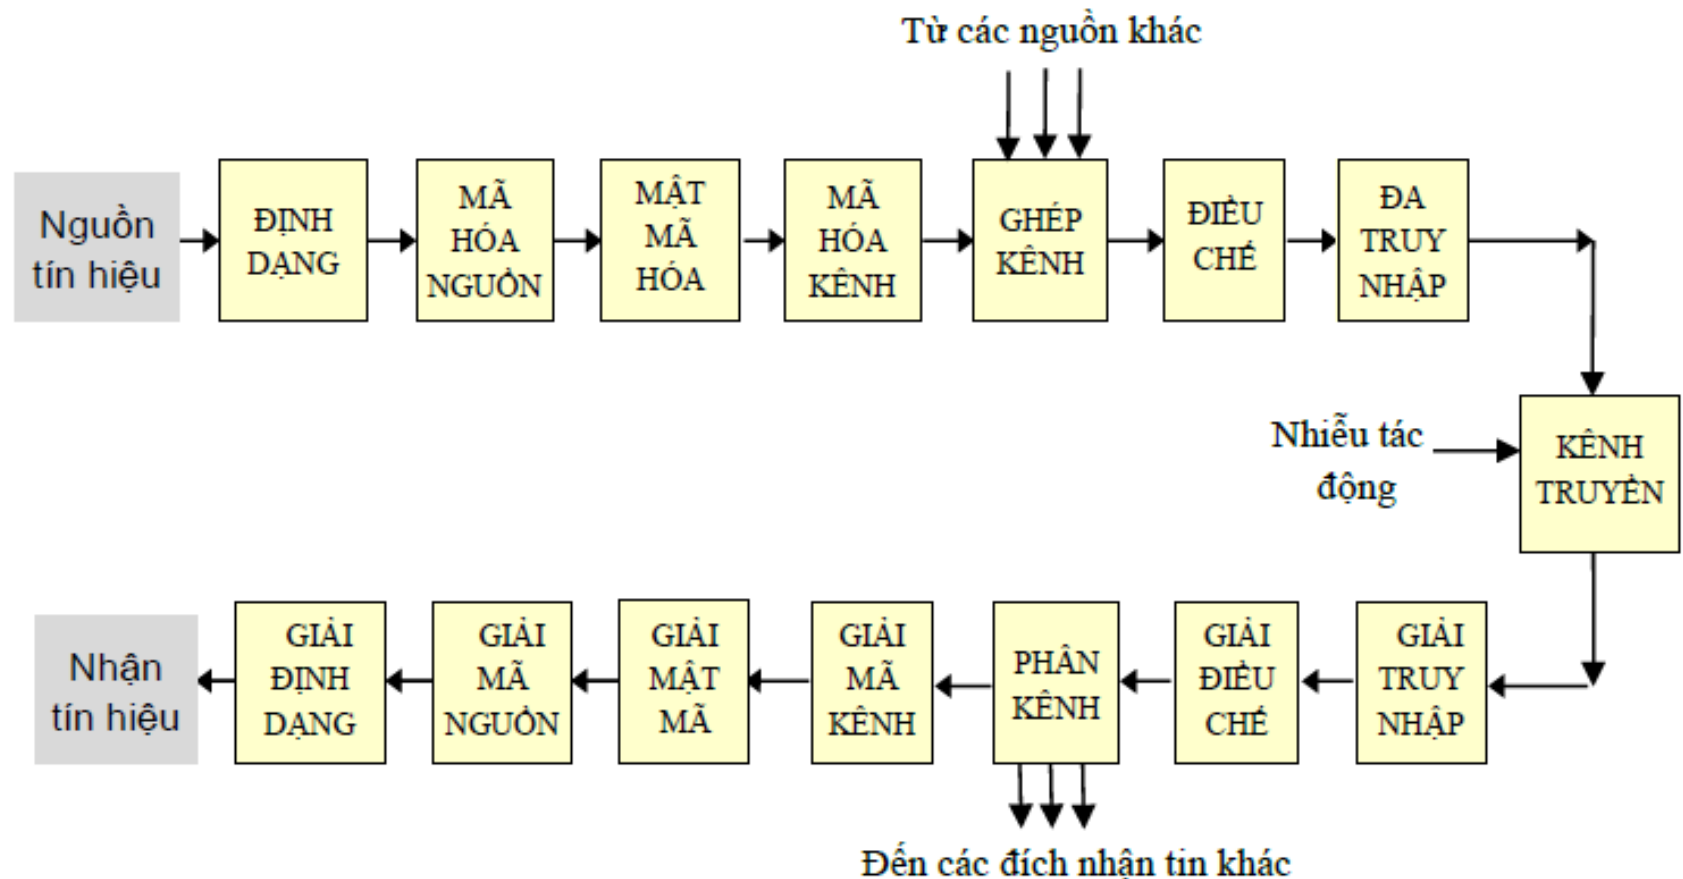 Từ các nguồn khác
Nguồn
tín hiệu
ĐỊNH
DẠNG
MÃ
HÓA
NGUỒN
MẬT
MÃ
HÓA
MÃ
HÓA
KÊNH
GHÉP
KÊNH
ĐIỀU
CHẾ
ĐA
TRUY
NHẬP
Nhiễu tác
động
KÊNH
TRUYỀN
Nhận
tín hiệu
GIẢI
ĐỊNH
DẠNG
GIẢI
MÃ
NGUỒN
GIẢI
MẬT
MÃ
GIẢI
MÃ
KÊNH
PHÂN
KÊNH
GIẢI
ĐIỀU
CHẾ
GIẢI
TRUY
NHẬP
Đến các đích nhận tin khác